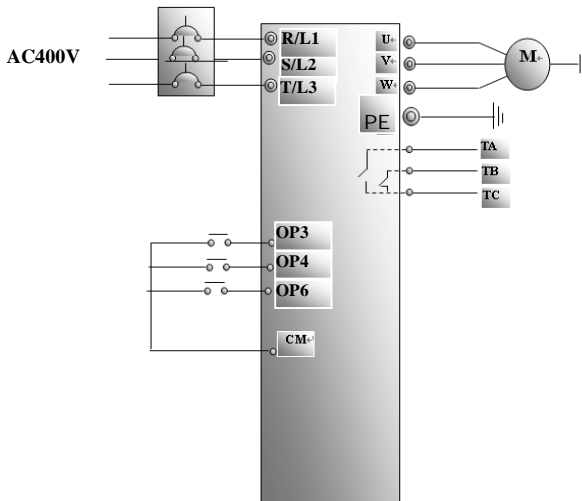 AC400V
R/L1
S/L2
T/L3
U
V
W
M
PE
TA
TB
TC
OP3
OP4
OP6
CM